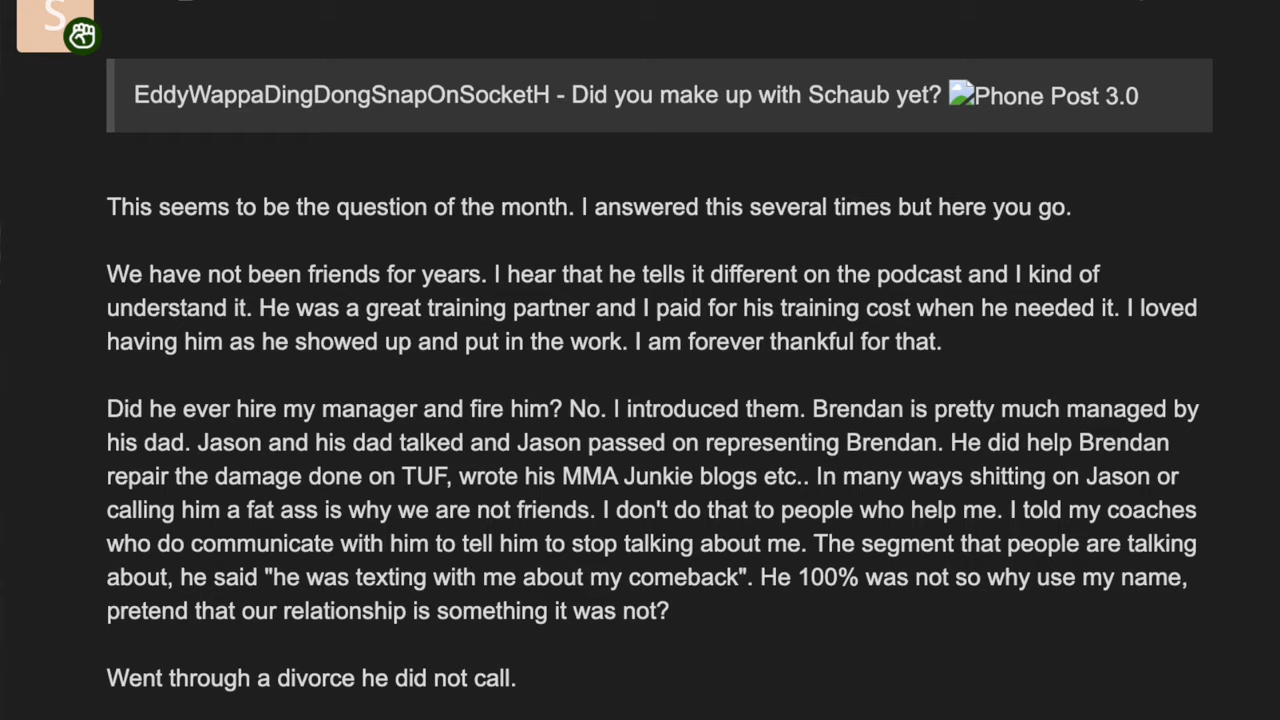 S
EddyWappaDingDongSnapOnSocketH - Did you make up with Schaub yet? Phone Post 3.0
This seems to be the question of the month. I answered this several times but here you go.
We have not been friends for years. I hear that he tells it different on the podcast and I kind of
understand it. He was a great training partner and I paid for his training cost when he needed it. I loved
having him as he showed up and put in the work. I am forever thankful for that.
Did he ever hire my manager and fire him? No. I introduced them. Brendan is pretty much managed by
his dad. Jason and his dad talked and Jason passed on representing Brendan. He did help Brendan
repair the damage done on TUF, wrote his MMA Junkie blogs etc.. In many ways shitting on Jason or
calling him a fat ass is why we are not friends. I don't do that to people who help me. I told my coaches
who do communicate with him to tell him to stop talking about me. The segment that people are talking
about, he said "he was texting with me about my comeback". He 100% was not so why use my name,
pretend that our relationship is something it was not?
Went through a divorce he did not call.